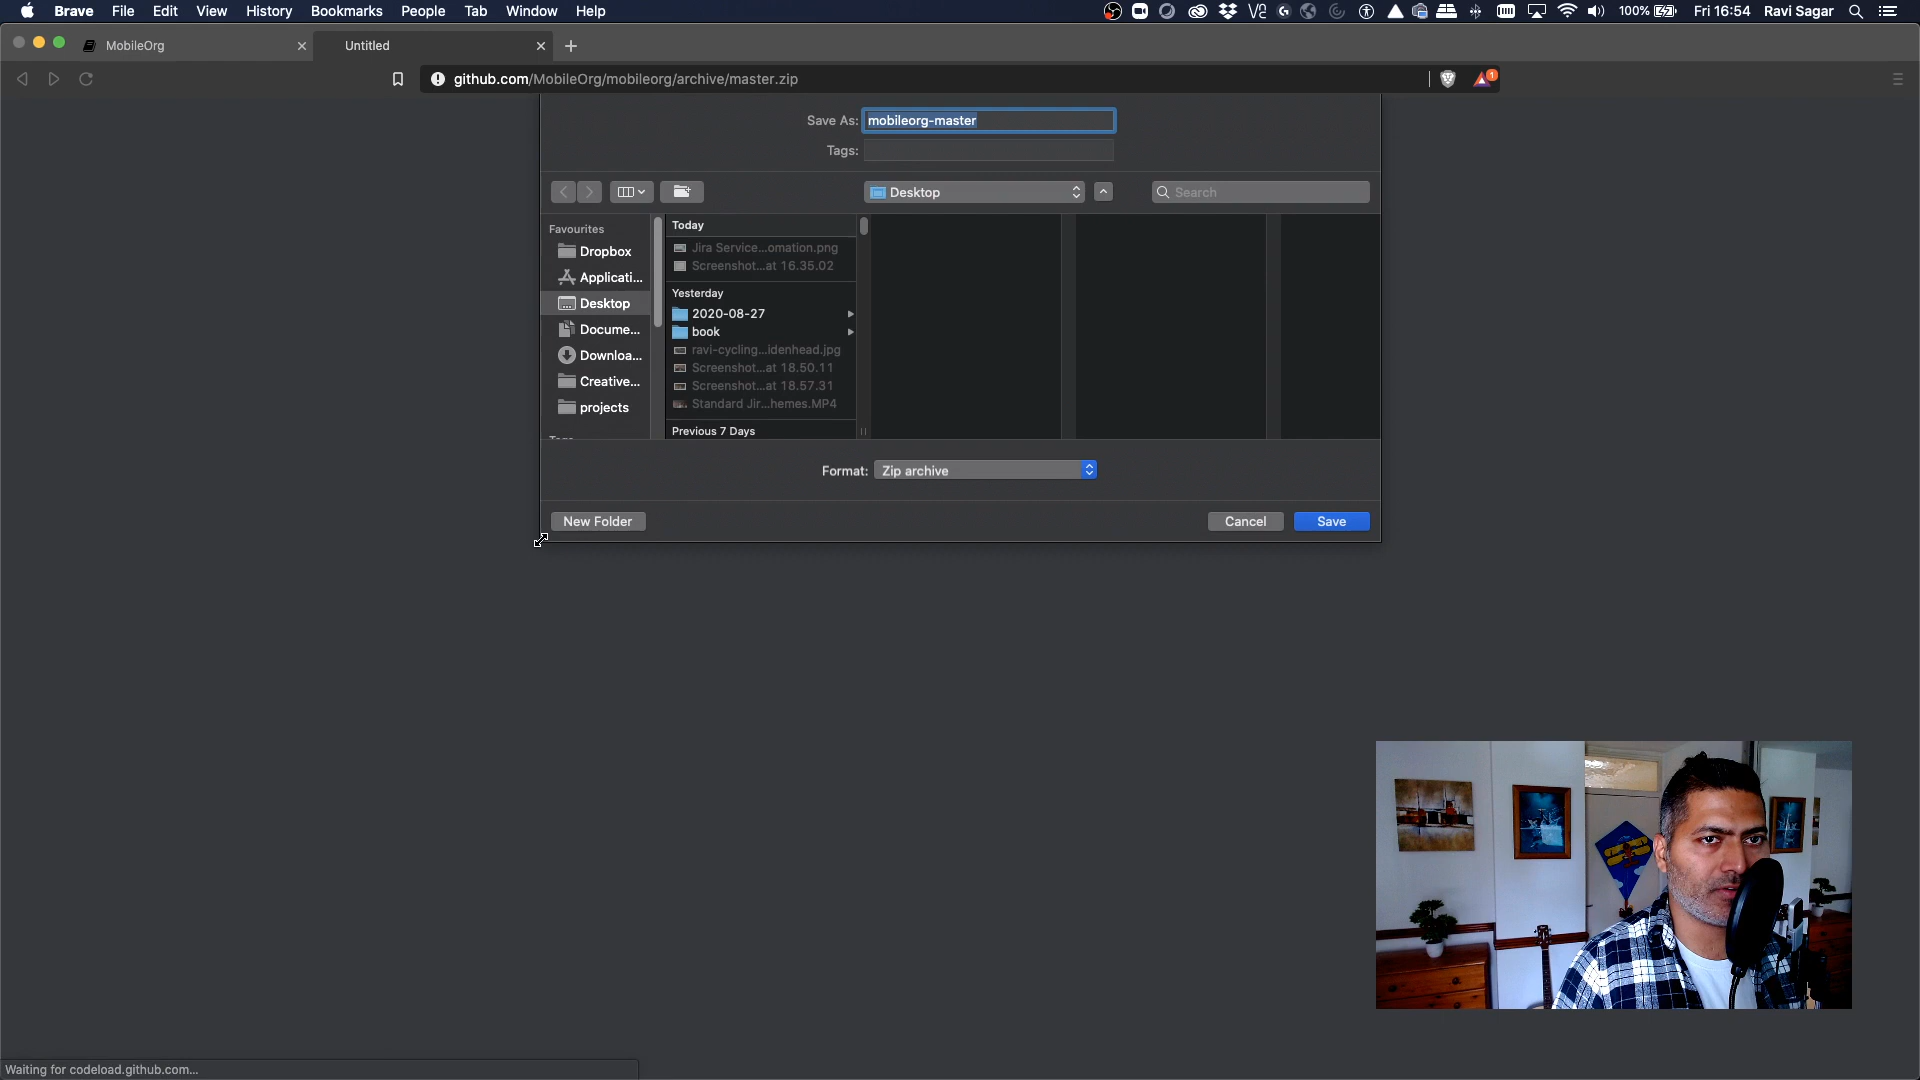 Brave File Edit View History Bookmarks People Tab Window Help 100% Fri 16:54 Ravi Sagar
MobileOrg Untitled
github.com/MobileOrg/mobileorg/archive/master.zip 1
Save As: mobileorg-master
Tags:
Desktop Search
Favourites
Dropbox
Applicati...
Desktop
Docume...
Downloa...
Creative...
projects
Today
Jira Service...omation.png
Screenshot...at 16.35.02
Yesterday
2020-08-27
book
ravi-cycling...idenhead.jpg
Screenshot...at 18.50.11
Screenshot...at 18.57.31
Standard Jir...hemes.MP4
Previous 7 Days
Format: Zip archive
New Folder Cancel Save
Waiting for codeload.github.com...